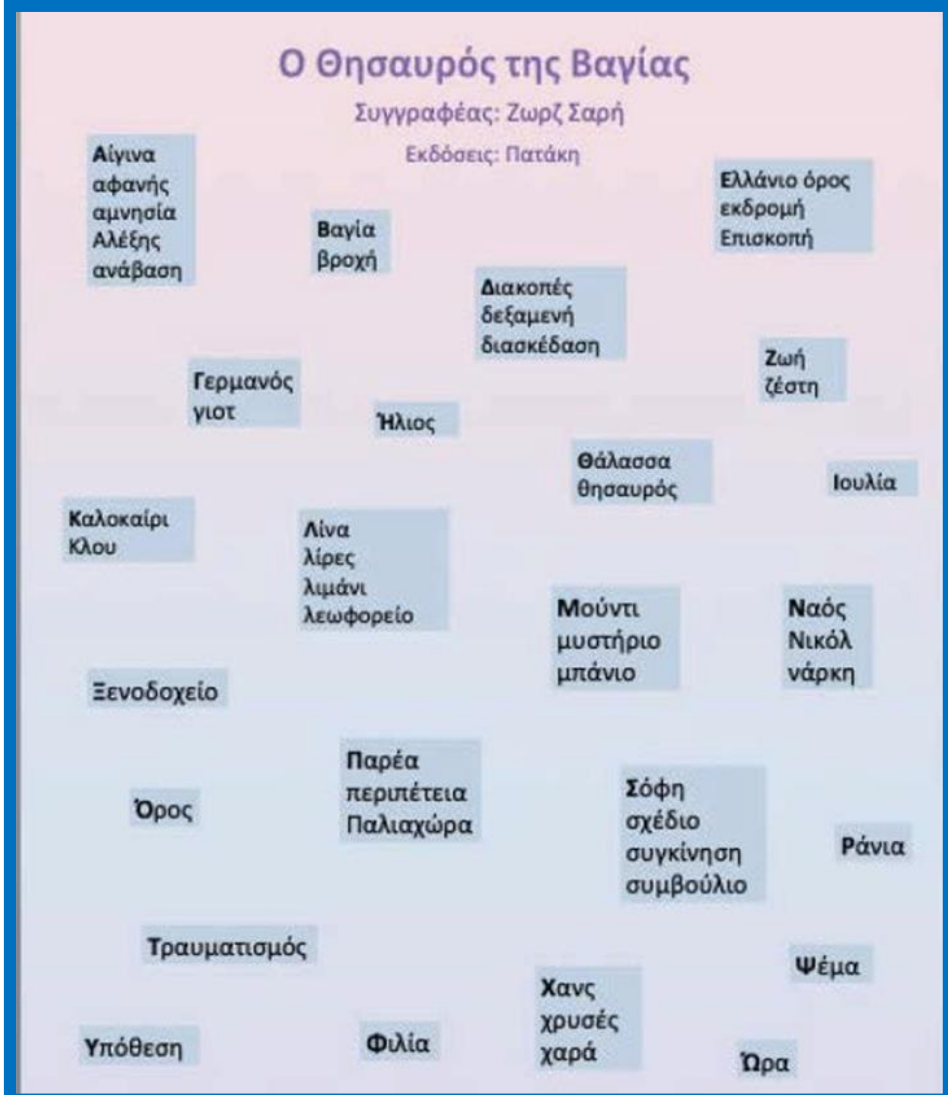 Ο Θησαυρός της Βαγίας
Συγγραφέας: Ζωρζ Σαρή
Εκδόσεις: Πατάκη
Αίγινα
αφανής
αμνησία
Αλέξης
ανάβαση
Βαγία
βροχή
Ελλάνιο όρος
εκδρομή
Επισκοπή
Διακοπές
δεξαμενή
διασκέδαση
Ζωή
ζέστη
Γερμανός
γιοτ
Ήλιος
Θάλασσα
θησαυρός
Ιουλία
Καλοκαίρι
Κλου
Λίνα
λίρες
λιμάνι
λεωφορείο
Μούντι
μυστήριο
μπάνιο
Ναός
Νικόλ
νάρκη
Ξενοδοχείο
Όρος
Παρέα
περιπέτεια
Παλιαχώρα
Σόφη
σχέδιο
συγκίνηση
συμβούλιο
Ράνια
Τραυματισμός
Ψέμα
Υπόθεση
Φιλία
Χανς
χρυσές
χαρά
Ώρα